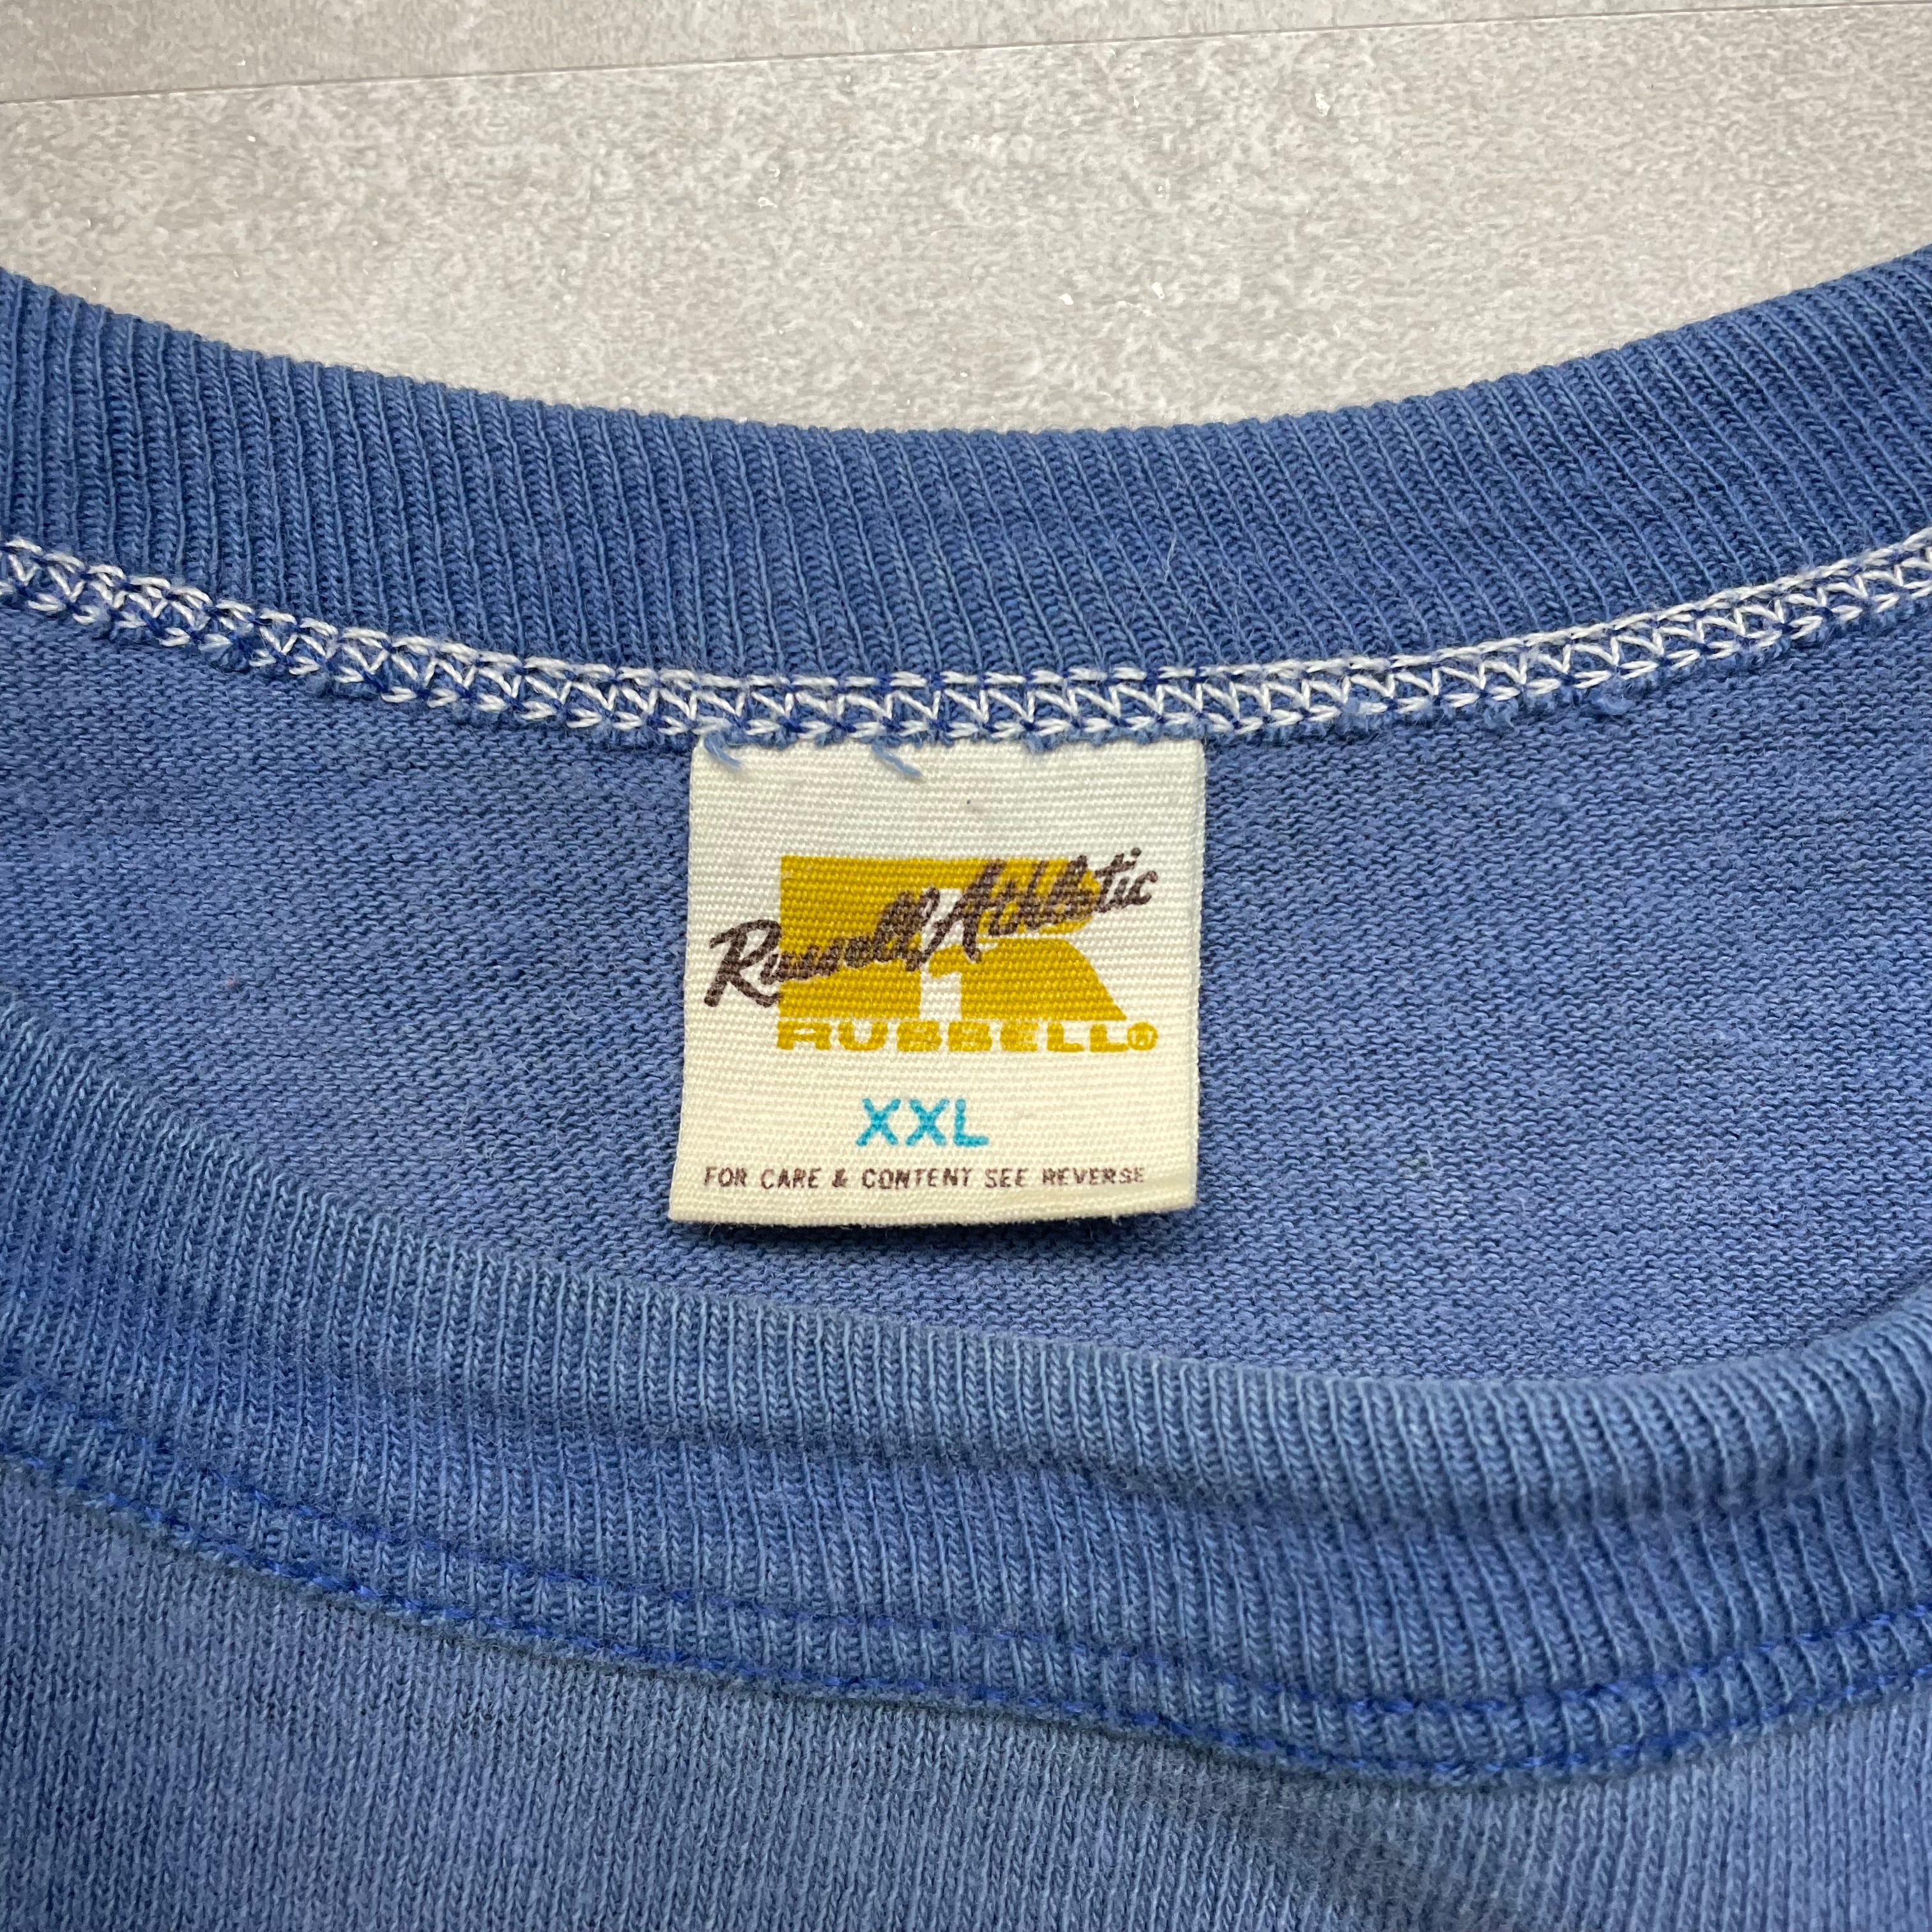 Russell Athletic
RUSSELL®
XXL
FOR CARE & CONTENT SEE REVERSE